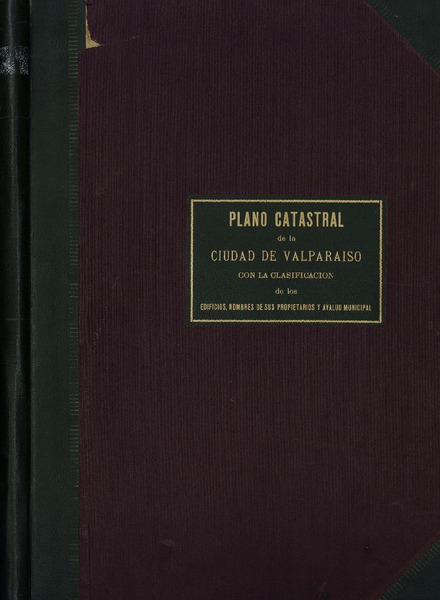 PLANO CATASTRAL
de la
CIUDAD DE VALPARAISO
CON LA CLASIFICACION
de los
EDIFICIOS, NOMBRES DE SUS PROPIETARIOS Y AVALUO MUNICIPAL